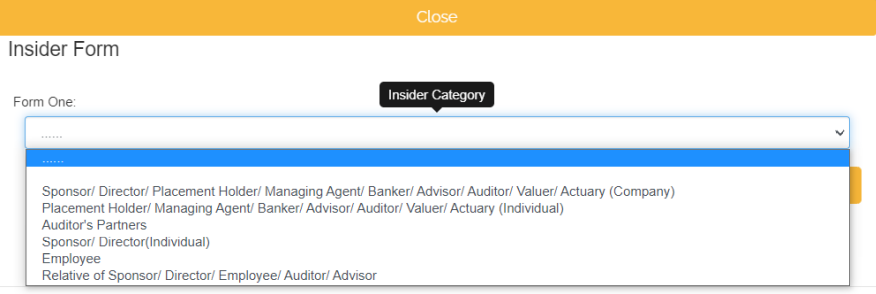 Close
Insider Form
Insider Category
Form One:
......
......
Sponsor/ Director/ Placement Holder/ Managing Agent/ Banker/ Advisor/ Auditor/ Valuer/ Actuary (Company)
Placement Holder/ Managing Agent/ Banker/ Advisor/ Auditor/ Valuer/ Actuary (Individual)
Auditor's Partners
Sponsor/ Director(Individual)
Employee
Relative of Sponsor/ Director/ Employee/ Auditor/ Advisor